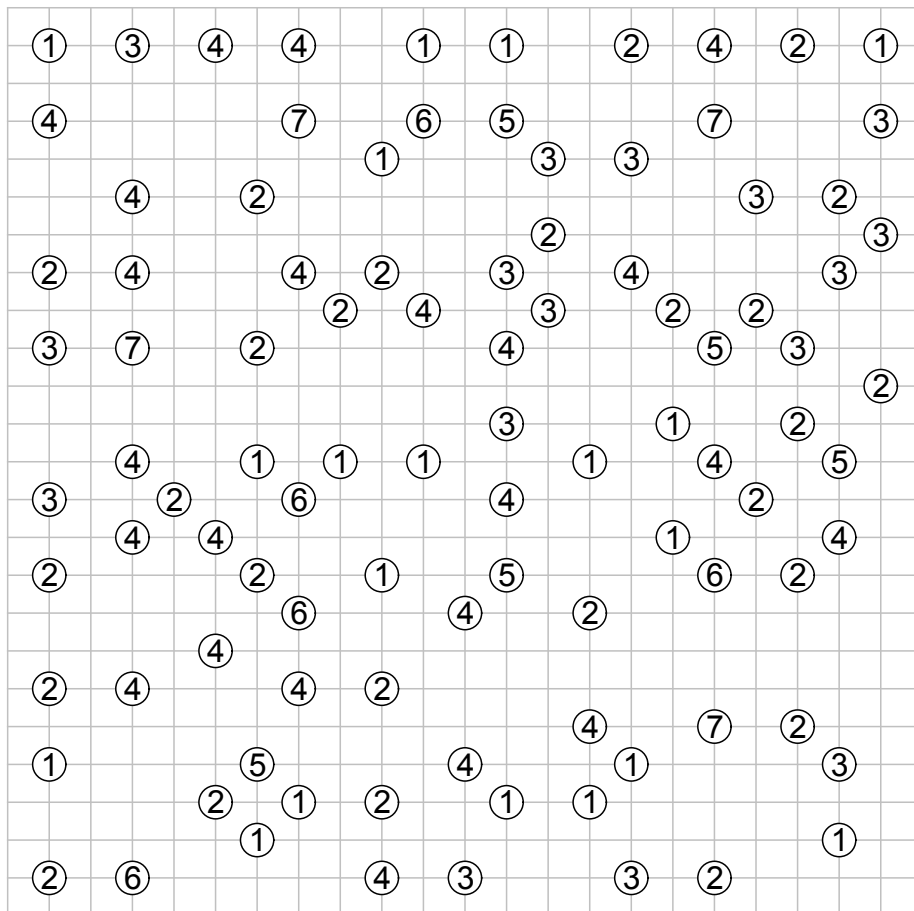 1 3 4 4 1 1 2 4 2 1
4 7 6 5 7 3
1 3 3
4 2 3 2
2 3
2 4 4 2 3 4 3
2 4 3 2 2
3 7 2 4 5 3
2
3 1 2
4 1 1 1 1 4 5
3 2 6 4 2
4 4 1 4
2 2 1 5 6 2
6 4 2
4
2 4 4 2
4 7 2
1 5 4 1 3
2 1 2 1 1
1 1
2 6 4 3 3 2